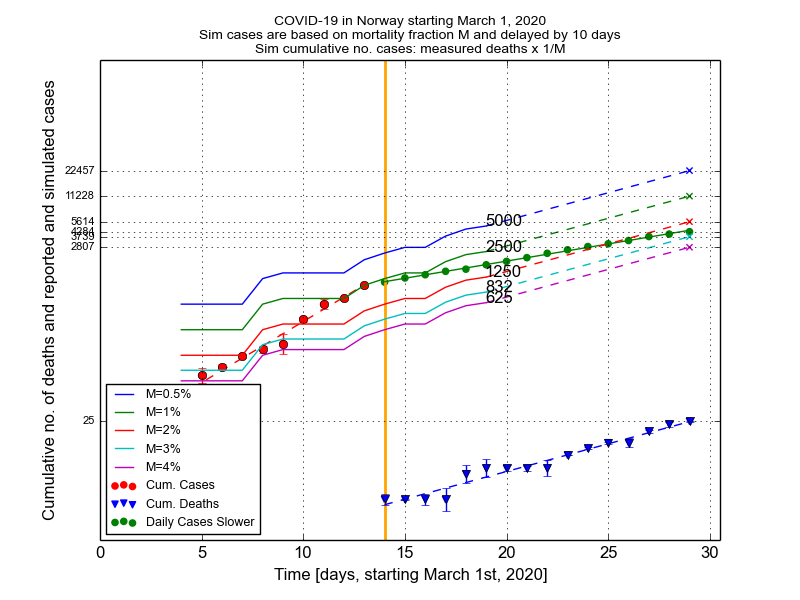 COVID-19 in Norway starting March 1, 2020
Sim cases are based on mortality fraction M and delayed by 10 days
Sim cumulative no. cases: measured deaths x 1/M
Cumulative no. of deaths and reported and simulated cases
22457
11228
5614
4284
3739
2807
25
5000
2500
1250
832
625
M=0.5%
M=1%
M=2%
M=3%
M=4%
Cum. Cases
Cum. Deaths
Daily Cases Slower
0 5 10 15 20 25 30
Time [days, starting March 1st, 2020]